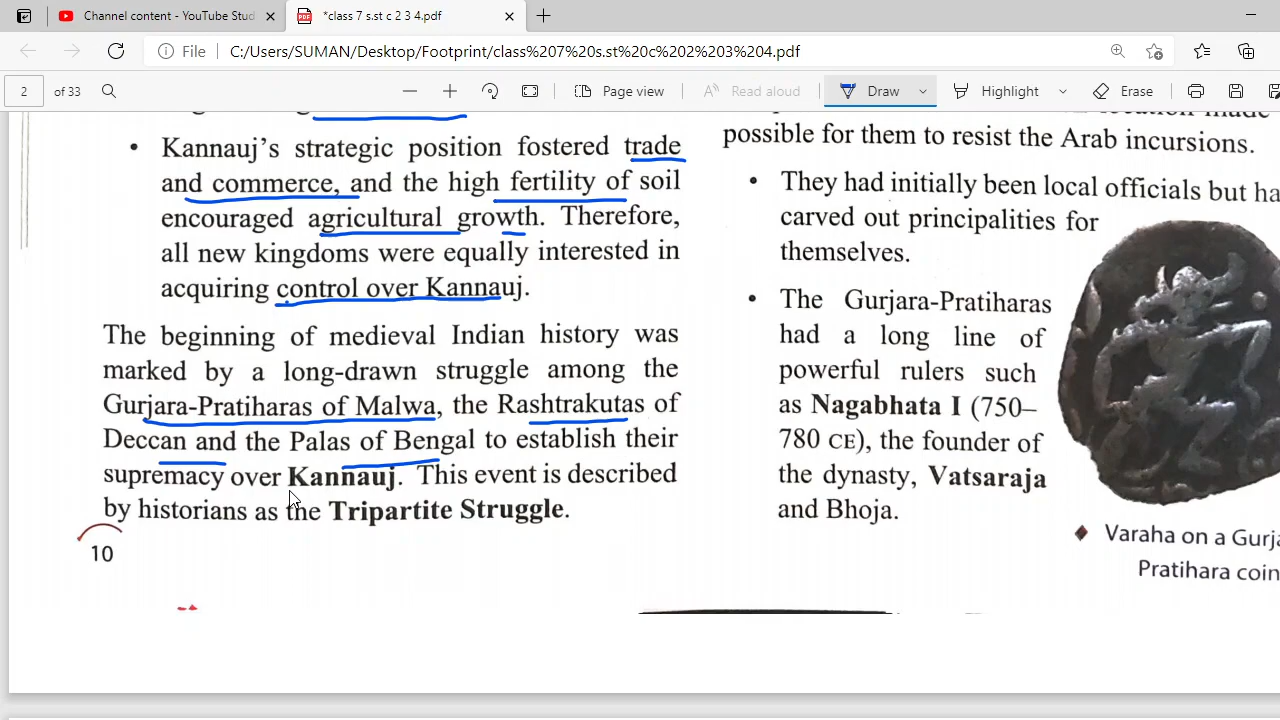 Channel content - YouTube Stud
*class 7 s.st c 2 3 4.pdf
File
C:/Users/SUMAN/Desktop/Footprint/class%207%20s.st%20c%202%203%204.pdf
2 of 33
Page view
Read aloud
Draw
Highlight
Erase
• Kannauj's strategic position fostered trade
and commerce, and the high fertility of soil
encouraged agricultural growth. Therefore,
all new kingdoms were equally interested in
acquiring control over Kannauj.
The beginning of medieval Indian history was
marked by a long-drawn struggle among the
Gurjara-Pratiharas of Malwa, the Rashtrakutas of
Deccan and the Palas of Bengal to establish their
supremacy over Kannauj. This event is described
by historians as the Tripartite Struggle.
10
possible for them to resist the Arab incursions.
• They had initially been local officials but ha
carved out principalities for
themselves.
• The Gurjara-Pratiharas
had a long line of
powerful rulers such
as Nagabhata I (750–
780 CE), the founder of
the dynasty, Vatsaraja
and Bhoja.
Varaha on a Gurja
Pratihara coin